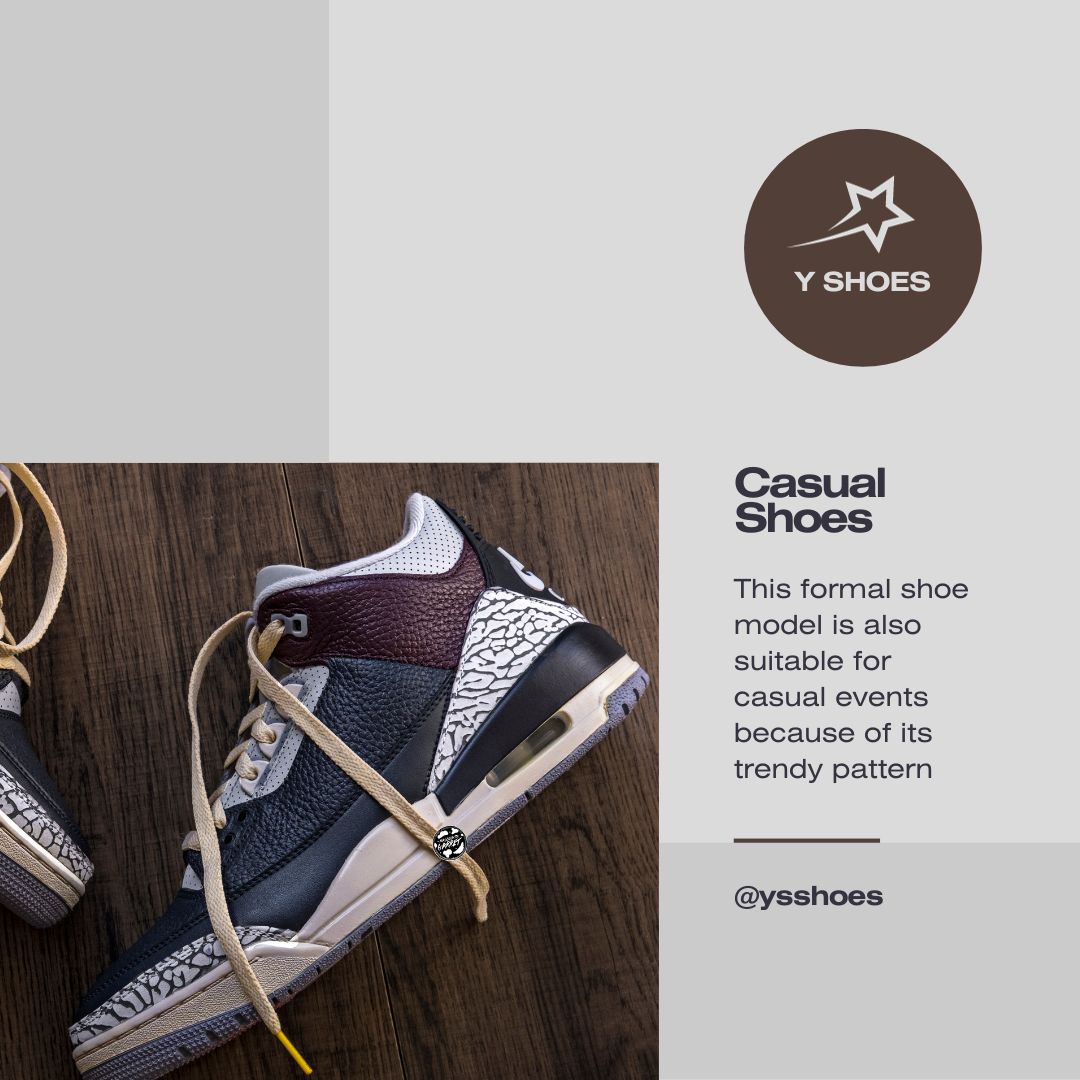 Y SHOES
Casual
Shoes
This formal shoe
model is also
suitable for
casual events
because of its
trendy pattern
@ysshoes